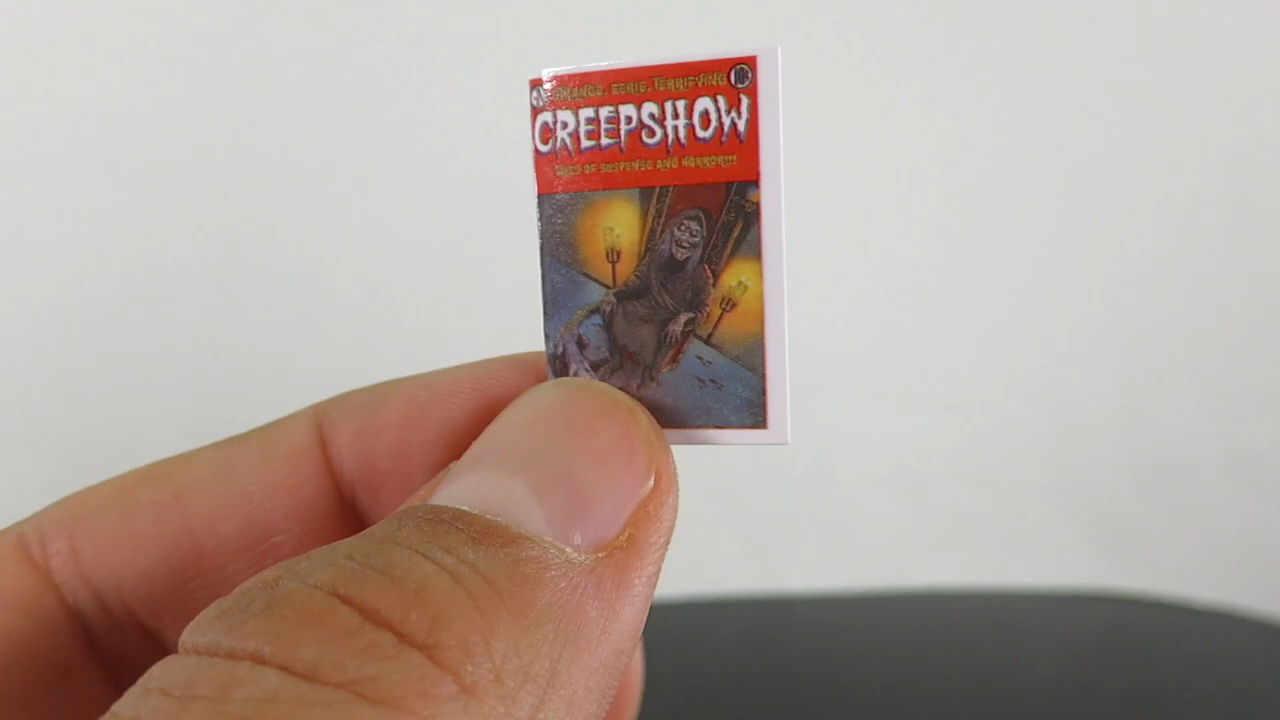 STRANGE, EERIE, TERRIFYING 10¢
CREEPSHOW
TALES OF SUSPENSE AND HORROR!!!